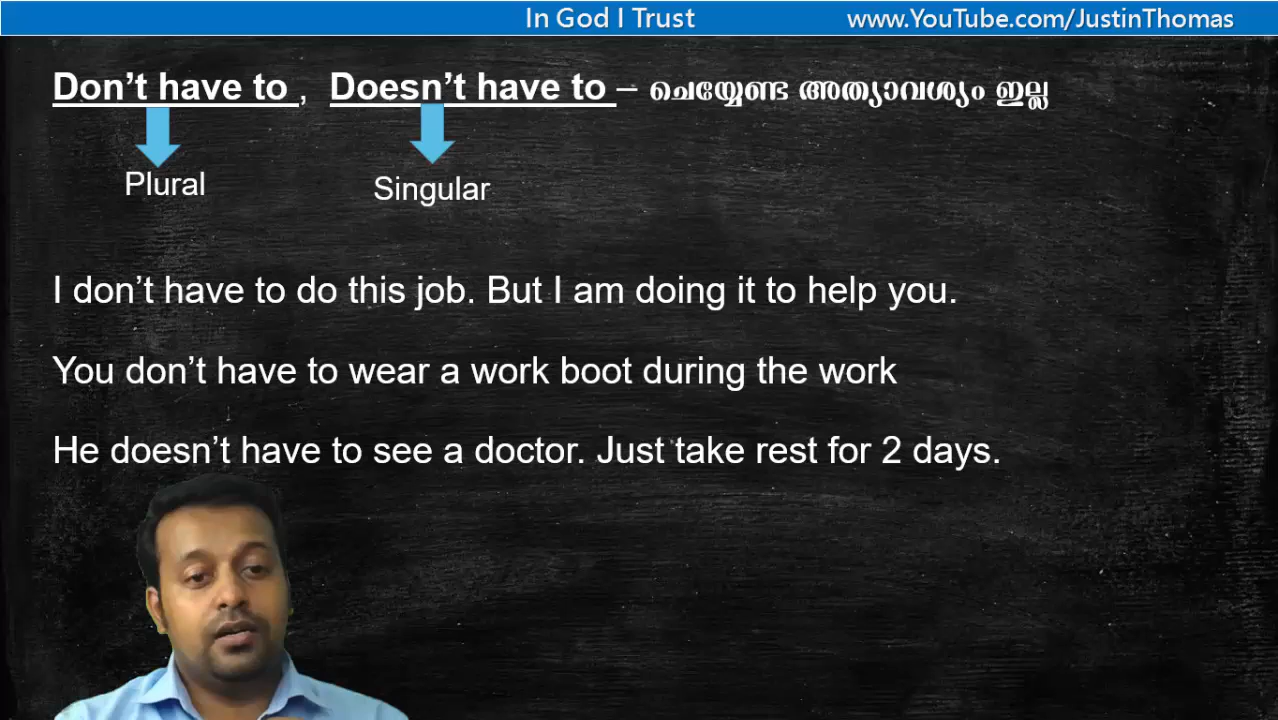 In God I Trust www.YouTube.com/JustinThomas
Don’t have to , Doesn’t have to – ചെയ്യേണ്ട അത്യാവശ്യം ഇല്ല
Plural Singular
I don’t have to do this job. But I am doing it to help you.
You don’t have to wear a work boot during the work
He doesn’t have to see a doctor. Just take rest for 2 days.